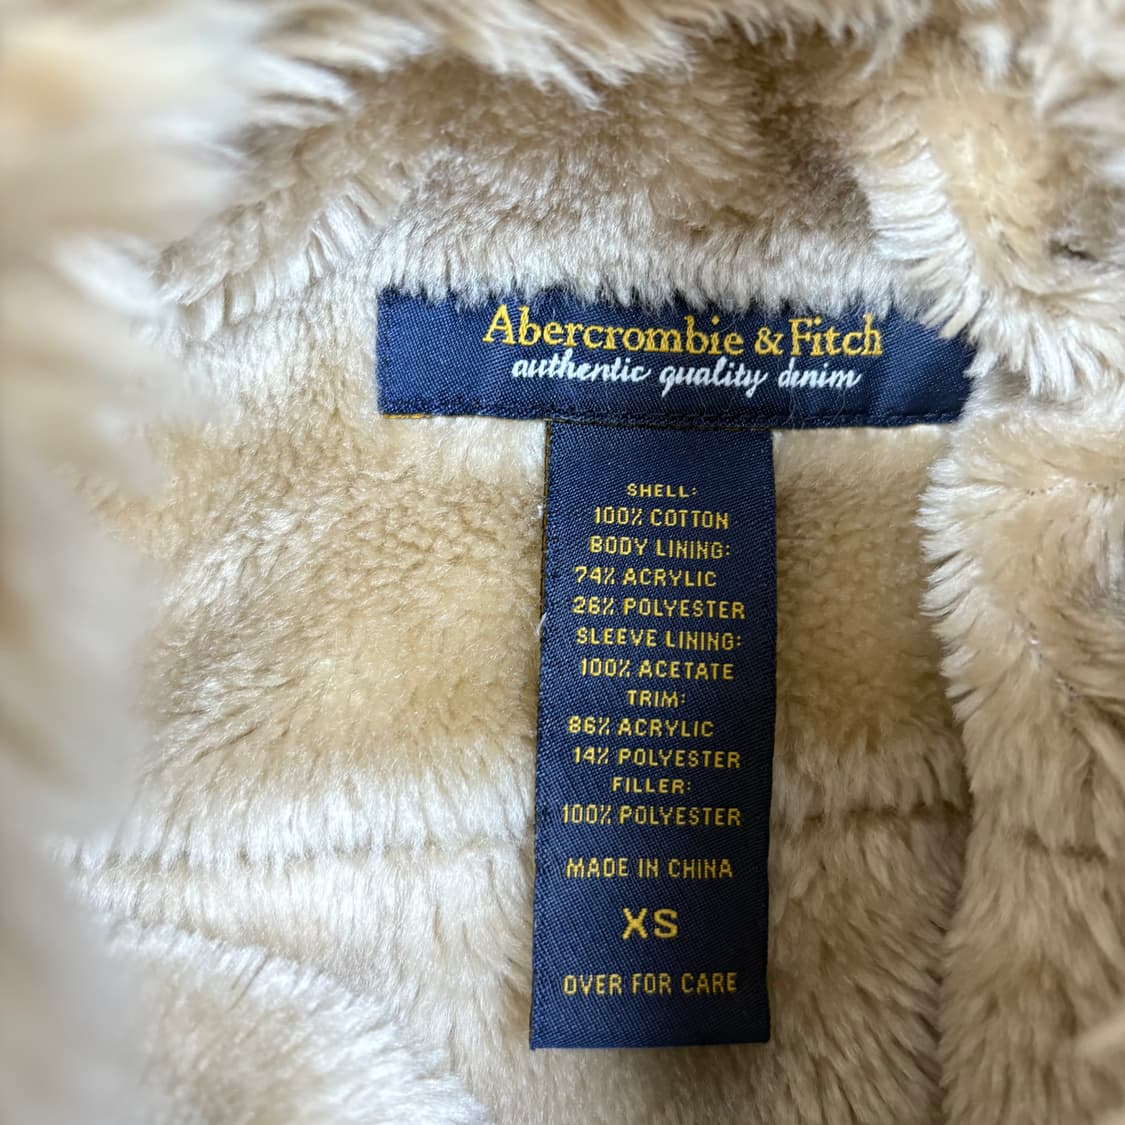 Abercrombie & Fitch
authentic quality denim
SHELL:
100% COTTON
BODY LINING:
74% ACRYLIC
26% POLYESTER
SLEEVE LINING:
100% ACETATE
TRIM:
86% ACRYLIC
14% POLYESTER
FILLER:
100% POLYESTER
MADE IN CHINA
XS
OVER FOR CARE